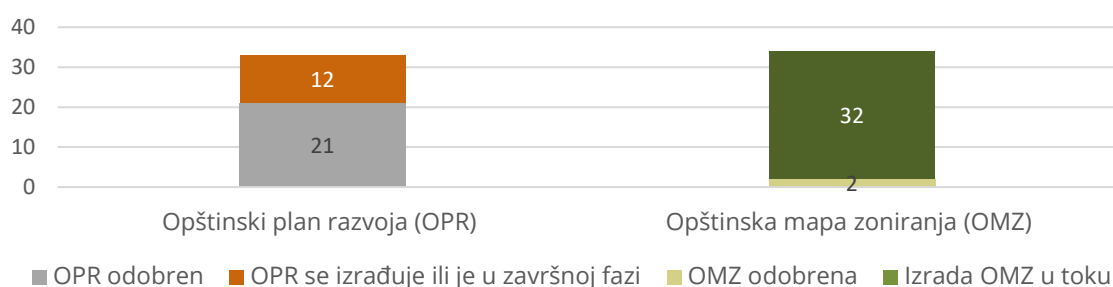 40
30
20
10
0
12
21
32
2
Opštinski plan razvoja (OPR)
Opštinska mapa zoniranja (OMZ)
OPR odobren
OPR se izrađuje ili je u završnoj fazi
OMZ odobrena
Izrada OMZ u toku